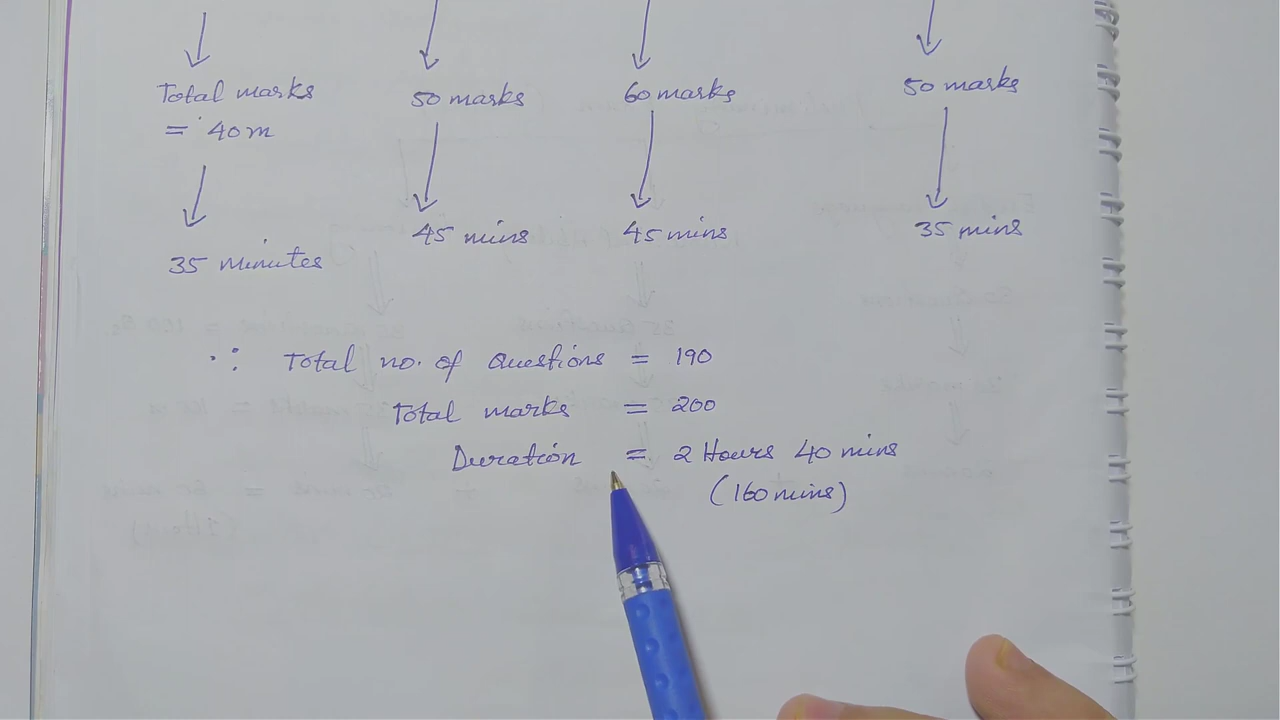 Total marks
= 40 m
50 marks
60 marks
50 marks
35 minutes
45 mins
45 mins
35 mins
∴ Total no. of Questions = 190
Total marks = 200
Duration = 2 Hours 40 mins
(160 mins)